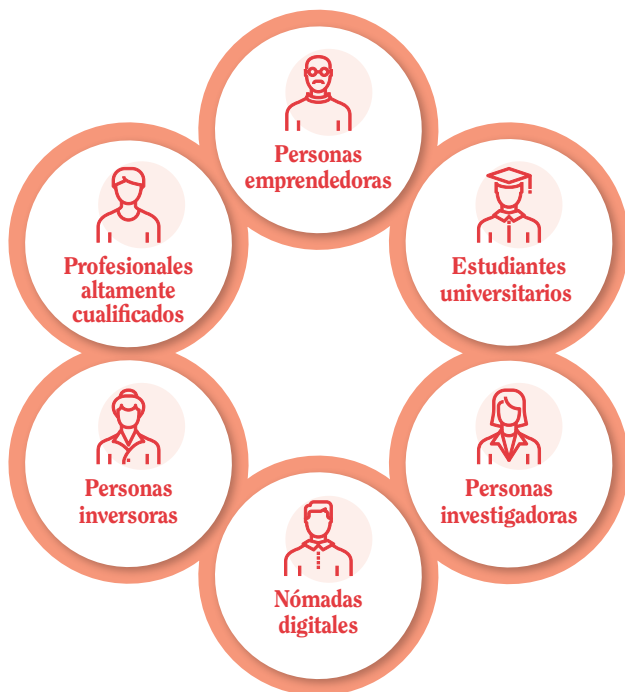 Personas
emprendedoras
Profesionales
altamente
cualificados
Estudiantes
universitarios
Personas
inversoras
Personas
investigadoras
Nómadas
digitales